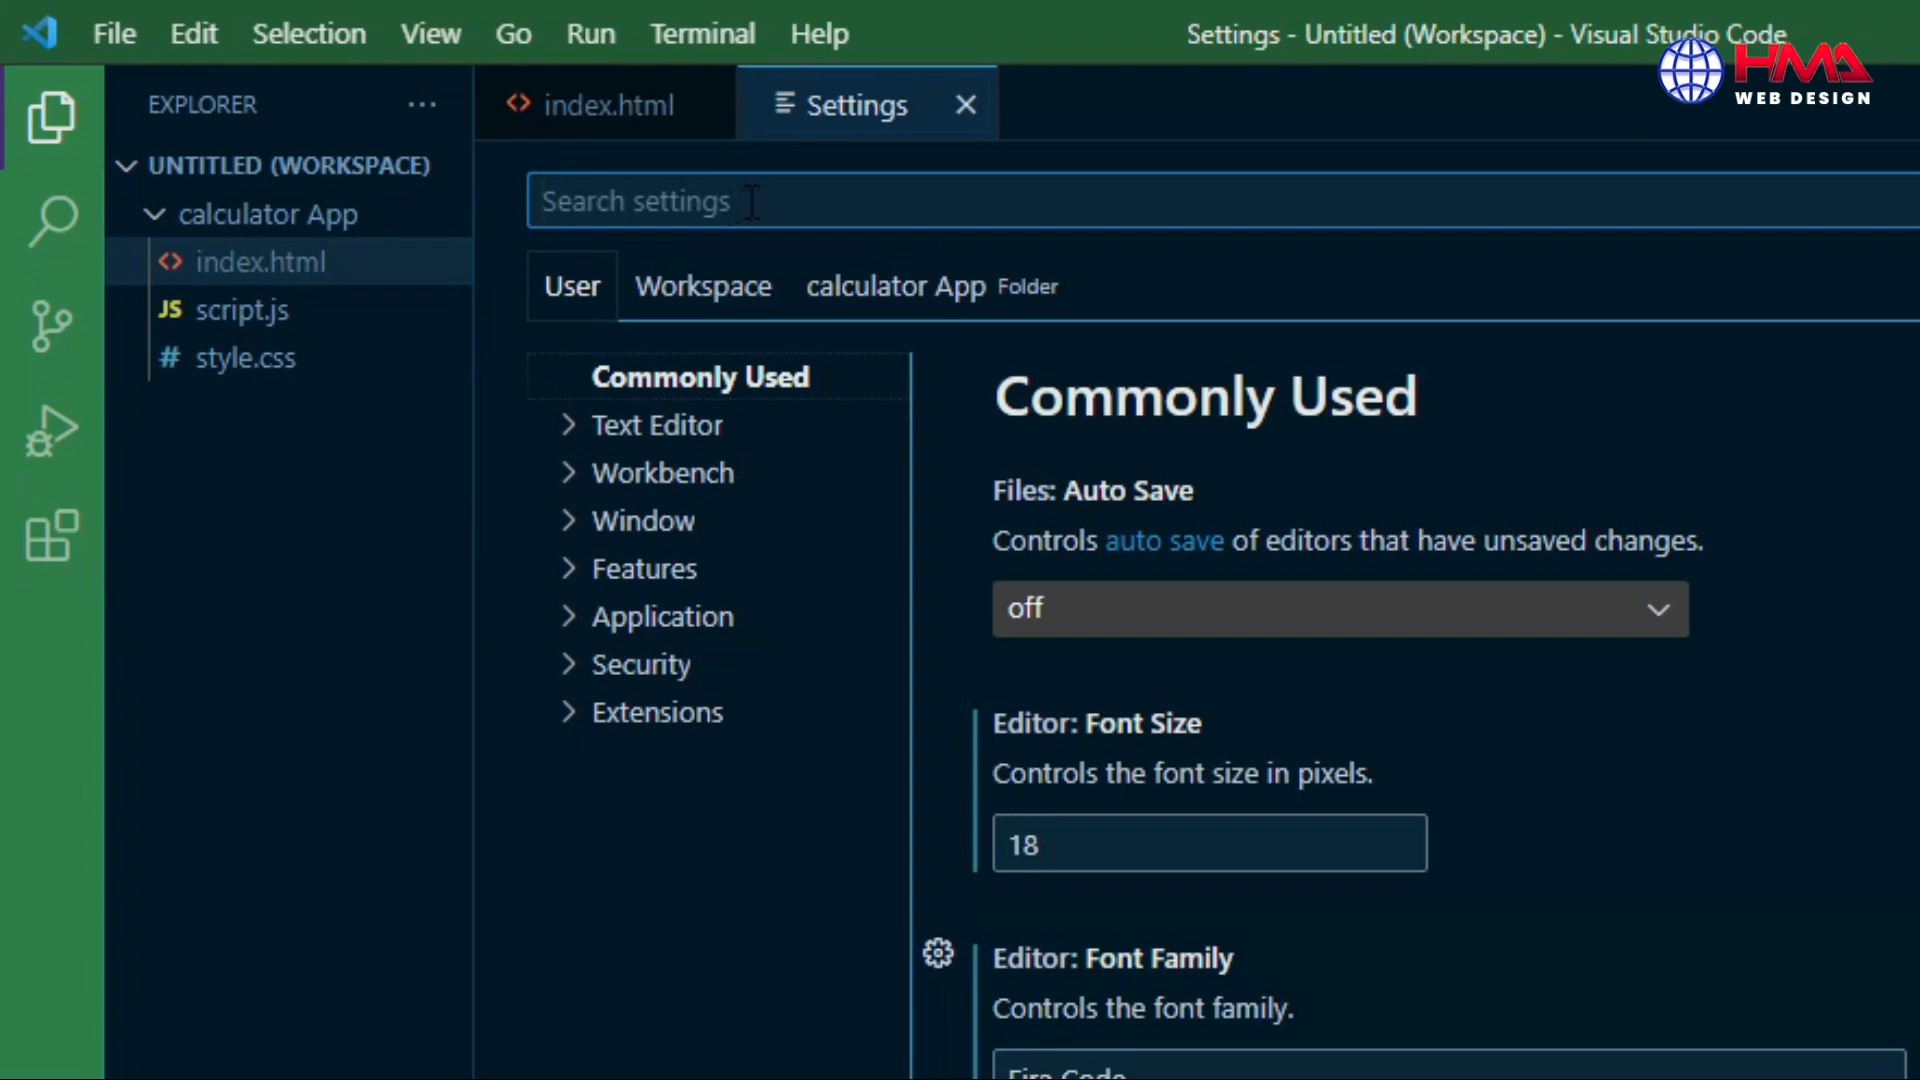 File Edit Selection View Go Run Terminal Help
Settings - Untitled (Workspace) - Visual Studio Code
HMA
WEB DESIGN
EXPLORER
index.html
Settings
UNTITLED (WORKSPACE)
calculator App
index.html
JS script.js
# style.css
Search settings
User Workspace calculator App Folder
Commonly Used
Text Editor
Workbench
Window
Features
Application
Security
Extensions
Commonly Used
Files: Auto Save
Controls auto save of editors that have unsaved changes.
off
Editor: Font Size
Controls the font size in pixels.
18
Editor: Font Family
Controls the font family.
Fira Code